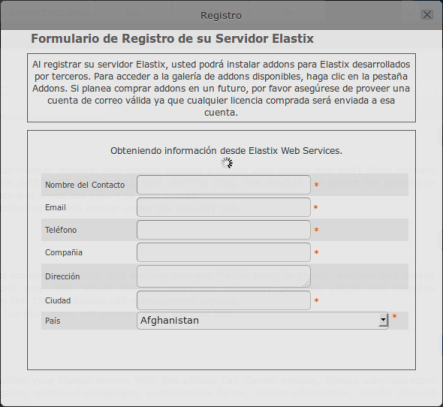 Registro
Formulario de Registro de su Servidor Elastix
Al registrar su servidor Elastix, usted podrá instalar addons para Elastix desarrollados
por terceros. Para acceder a la galería de addons disponibles, haga clic en la pestaña
Addons. Si planea comprar addons en un futuro, por favor asegúrese de proveer una
cuenta de correo válida ya que cualquier licencia comprada será enviada a esa
cuenta.
Obteniendo información desde Elastix Web Services.
Nombre del Contacto *
Email *
Teléfono *
Compañia *
Dirección
Ciudad *
País Afghanistan *